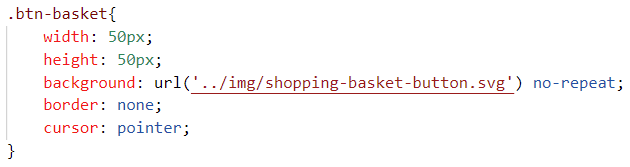 .btn-basket{
    width: 50px;
    height: 50px;
    background: url('../img/shopping-basket-button.svg') no-repeat;
    border: none;
    cursor: pointer;
}